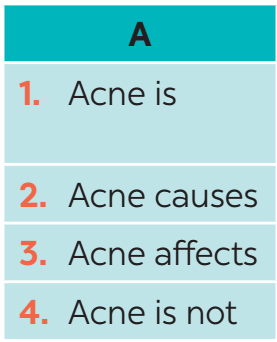 A
1. Acne is
2. Acne causes
3. Acne affects
4. Acne is not